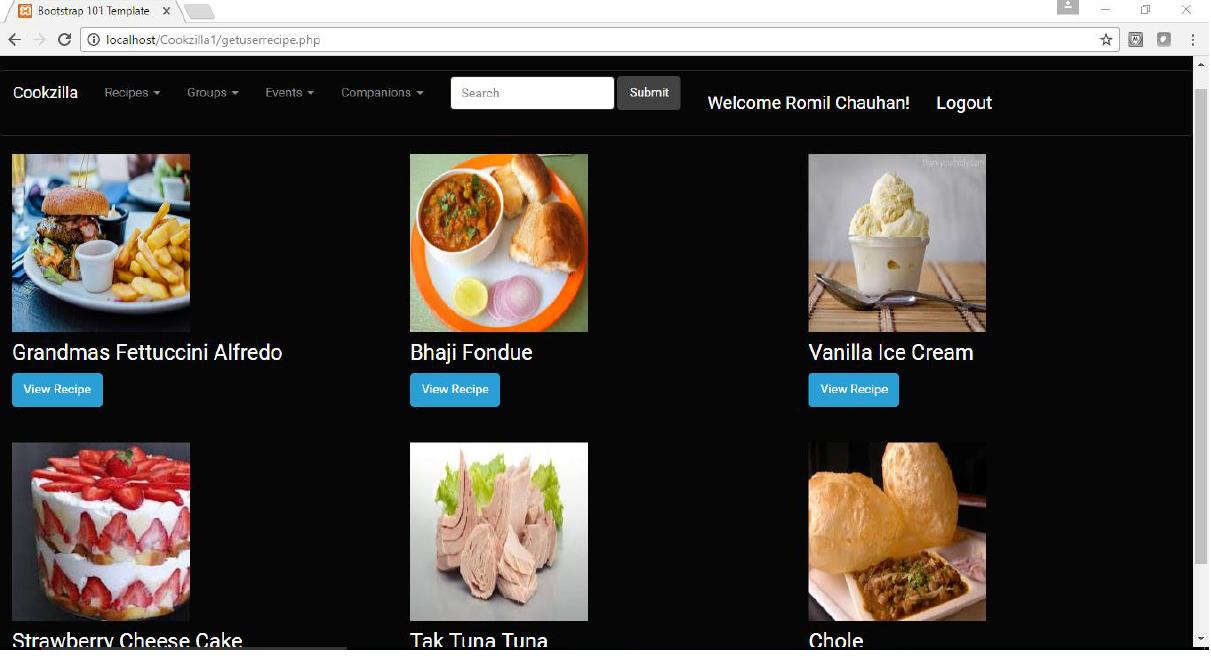 Bootstrap 101 Template
localhost/Cookzilla1/getuserrecipe.php
Cookzilla Recipes Groups Events Companions Search Submit Welcome Romil Chauhan! Logout
Grandmas Fettuccini Alfredo Bhaji Fondue Vanilla Ice Cream
View Recipe View Recipe View Recipe
Strawberry Cheese Cake Tak Tuna Tuna Chole